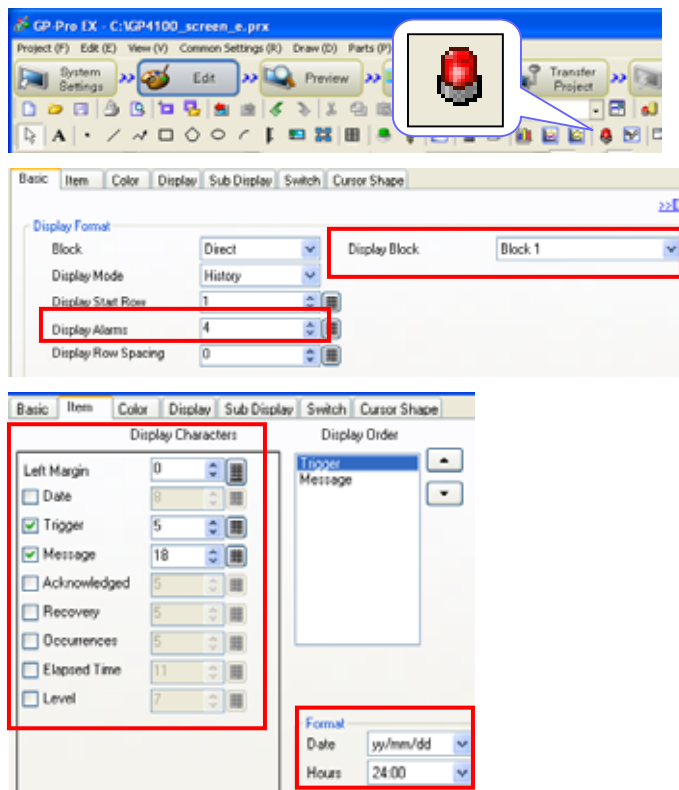 GP-Pro EX - C:\GP4100_screen_e.prx
Project (F) Edit (E) View (V) Common Settings (R) Draw (D) Parts (P)
System Settings >> Edit >> Preview >> Transfer Project >>
A
Basic Item Color Display Sub Display Switch Cursor Shape
>>D
Display Format
Block Direct Display Block Block 1
Display Mode History
Display Start Row 1
Display Alarms 4
Display Row Spacing 0
Basic Item Color Display Sub Display Switch Cursor Shape
Display Characters Display Order
Left Margin 0 Trigger
Date 8 Message
Trigger 5
Message 18
Acknowledged 5
Recovery 5
Occurrences 5
Elapsed Time 11
Level 7
Format
Date yy/mm/dd
Hours 24:00